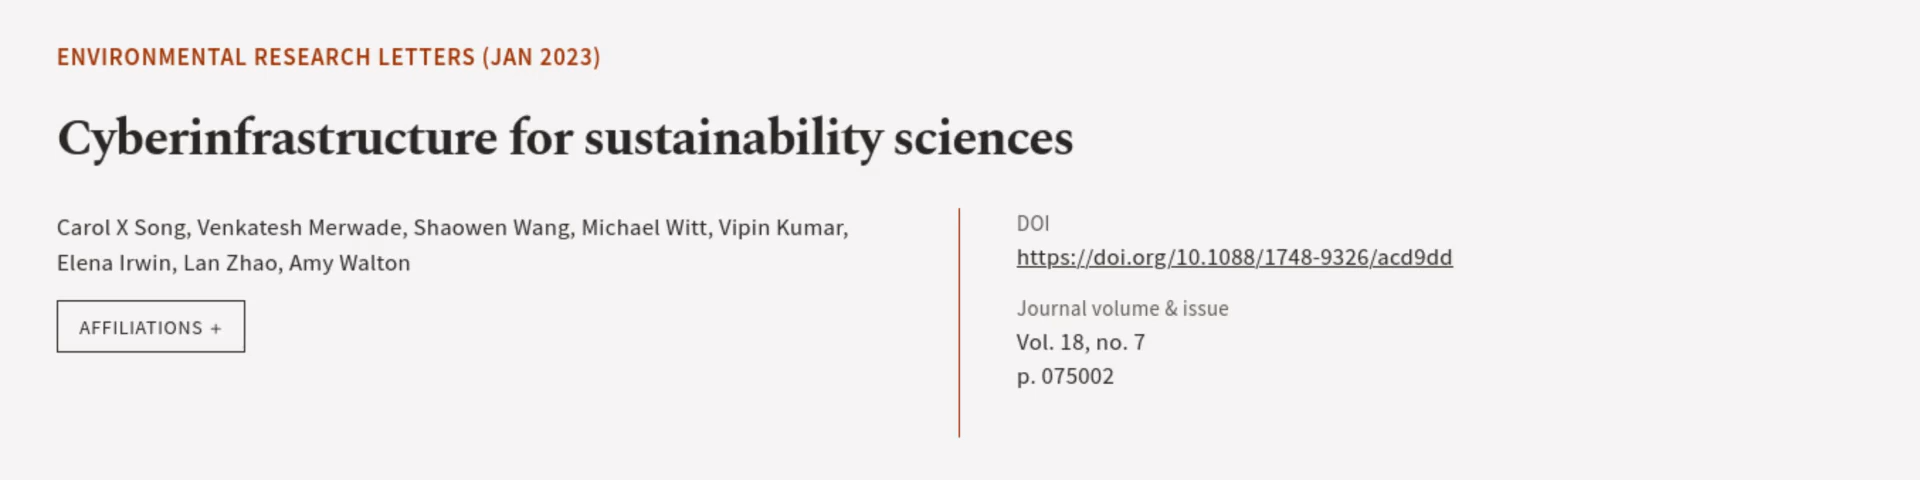 ENVIRONMENTAL RESEARCH LETTERS (JAN 2023)
Cyberinfrastructure for sustainability sciences
Carol X Song, Venkatesh Merwade, Shaowen Wang, Michael Witt, Vipin Kumar,
Elena Irwin, Lan Zhao, Amy Walton
AFFILIATIONS +
DOI
https://doi.org/10.1088/1748-9326/acd9dd
Journal volume & issue
Vol. 18, no. 7
p. 075002